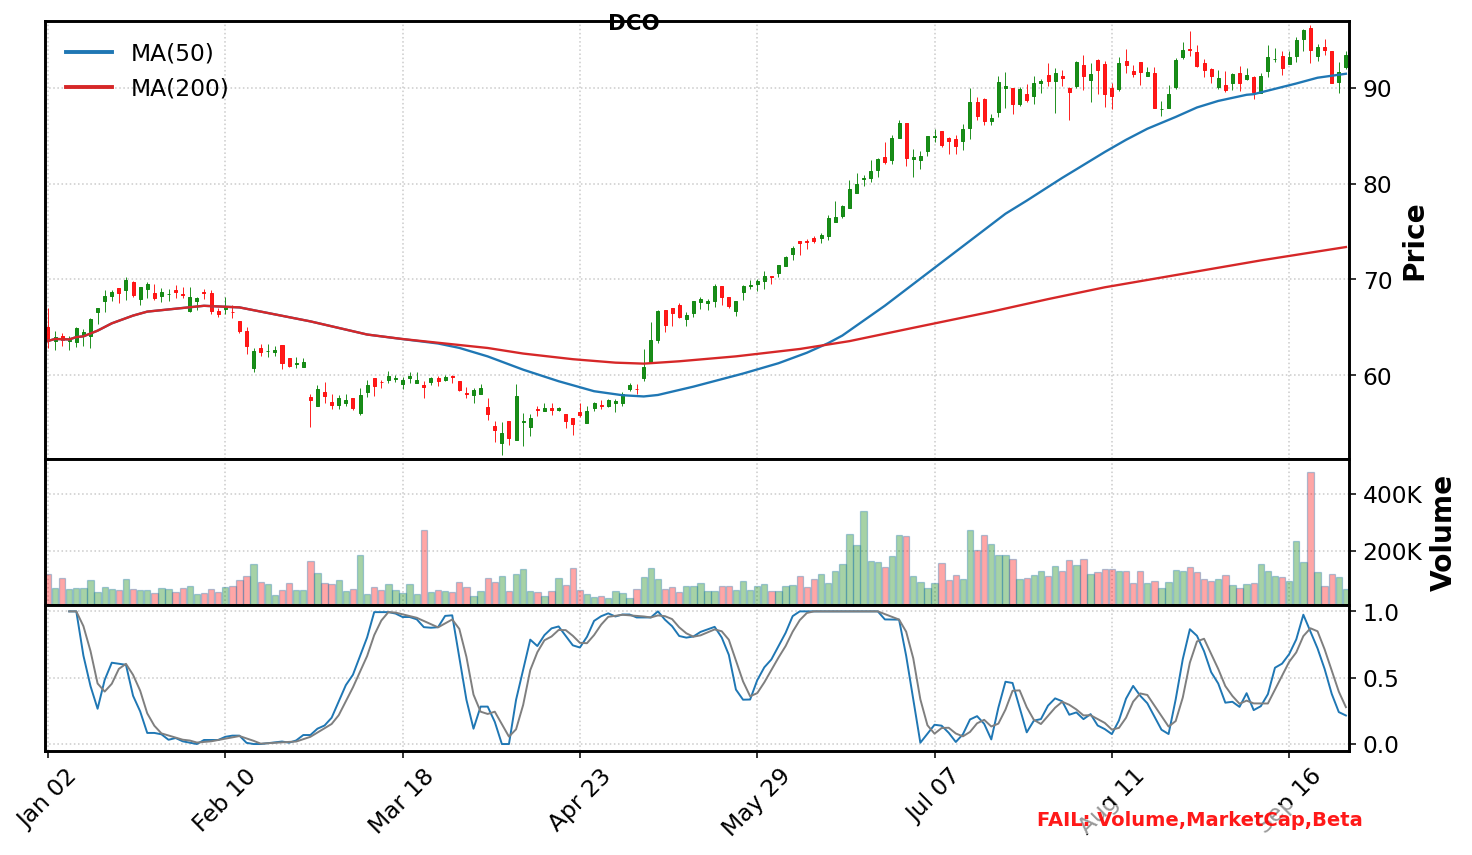 DCO
MA(50)
MA(200)
90
80
70
60
Price
400K
200K
Volume
1.0
0.5
0.0
Jan 02
Feb 10
Mar 18
Apr 23
May 29
Jul 07
Aug 11
Sep 16
FAIL: Volume,MarketCap,Beta